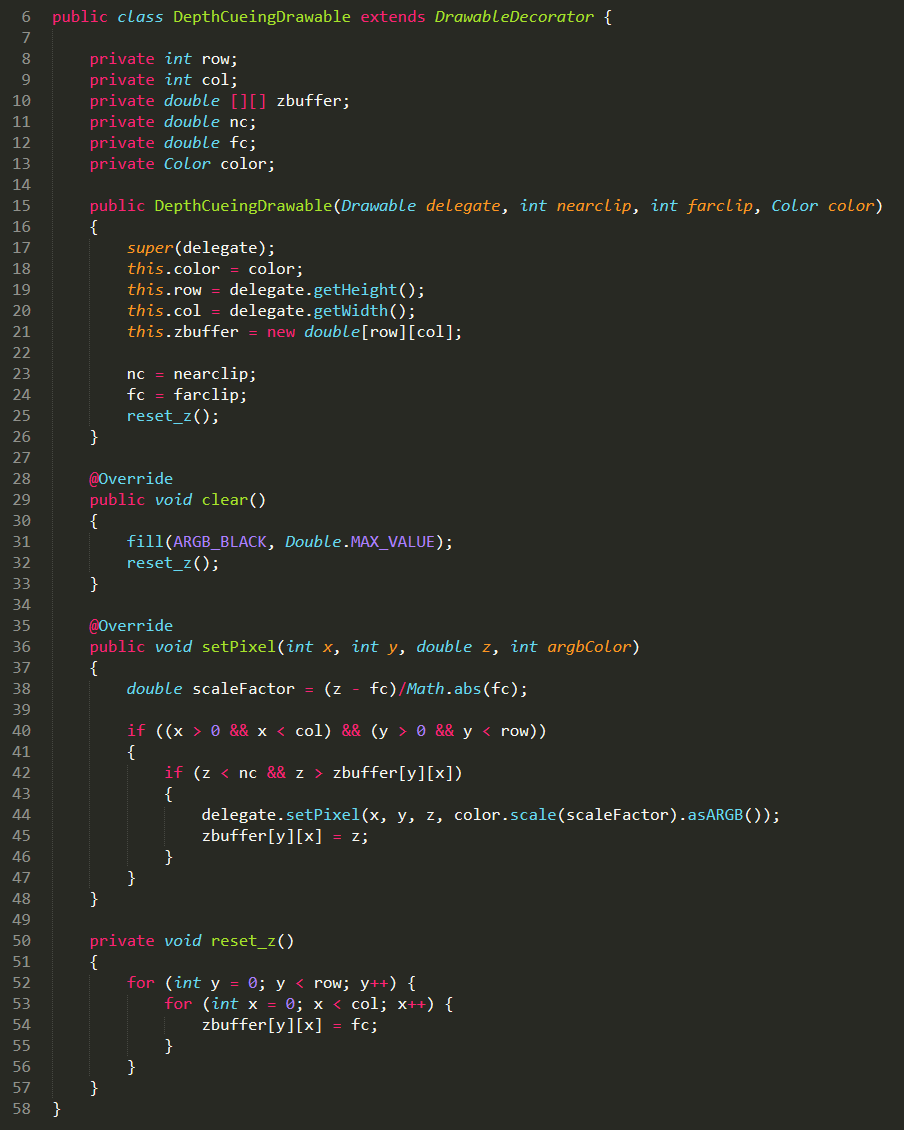 6 public class DepthCueingDrawable extends DrawableDecorator {
7
8     private int row;
9     private int col;
10     private double [][] zbuffer;
11     private double nc;
12     private double fc;
13     private Color color;
14
15     public DepthCueingDrawable(Drawable delegate, int nearclip, int farclip, Color color)
16     {
17         super(delegate);
18         this.color = color;
19         this.row = delegate.getHeight();
20         this.col = delegate.getWidth();
21         this.zbuffer = new double[row][col];
22
23         nc = nearclip;
24         fc = farclip;
25         reset_z();
26     }
27
28     @Override
29     public void clear()
30     {
31         fill(ARGB_BLACK, Double.MAX_VALUE);
32         reset_z();
33     }
34
35     @Override
36     public void setPixel(int x, int y, double z, int argbColor)
37     {
38         double scaleFactor = (z - fc)/Math.abs(fc);
39
40         if ((x > 0 && x < col) && (y > 0 && y < row))
41         {
42             if (z < nc && z > zbuffer[y][x])
43             {
44                 delegate.setPixel(x, y, z, color.scale(scaleFactor).asARGB());
45                 zbuffer[y][x] = z;
46             }
47         }
48     }
49
50     private void reset_z()
51     {
52         for (int y = 0; y < row; y++) {
53             for (int x = 0; x < col; x++) {
54                 zbuffer[y][x] = fc;
55             }
56         }
57     }
58 }